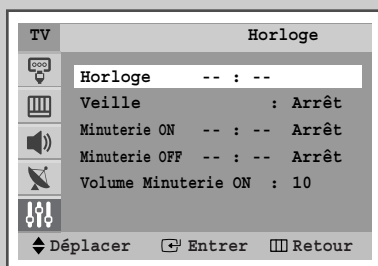 TV Horloge
Horloge -- : --
Veille : Arrêt
Minuterie ON -- : -- Arrêt
Minuterie OFF -- : -- Arrêt
Volume Minuterie ON : 10
Déplacer Entrer Retour